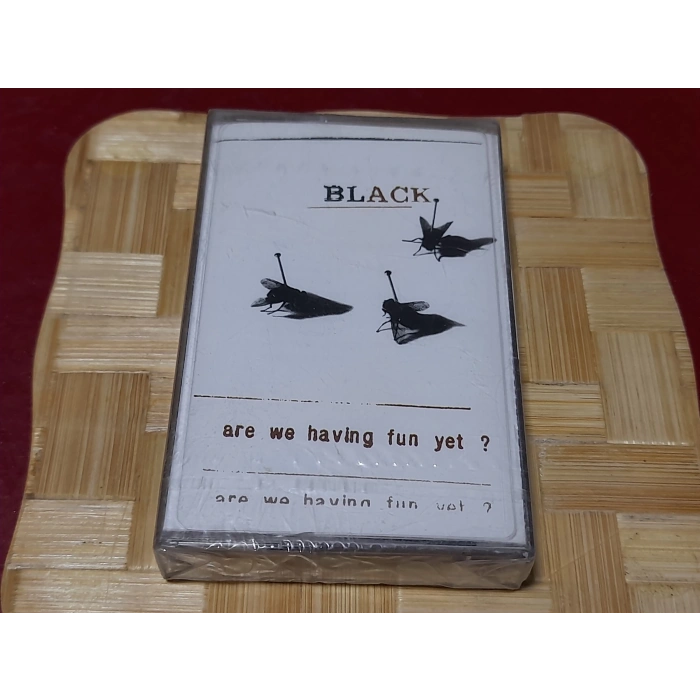 BLACK
are we having fun yet ?
are we having fun yet ?